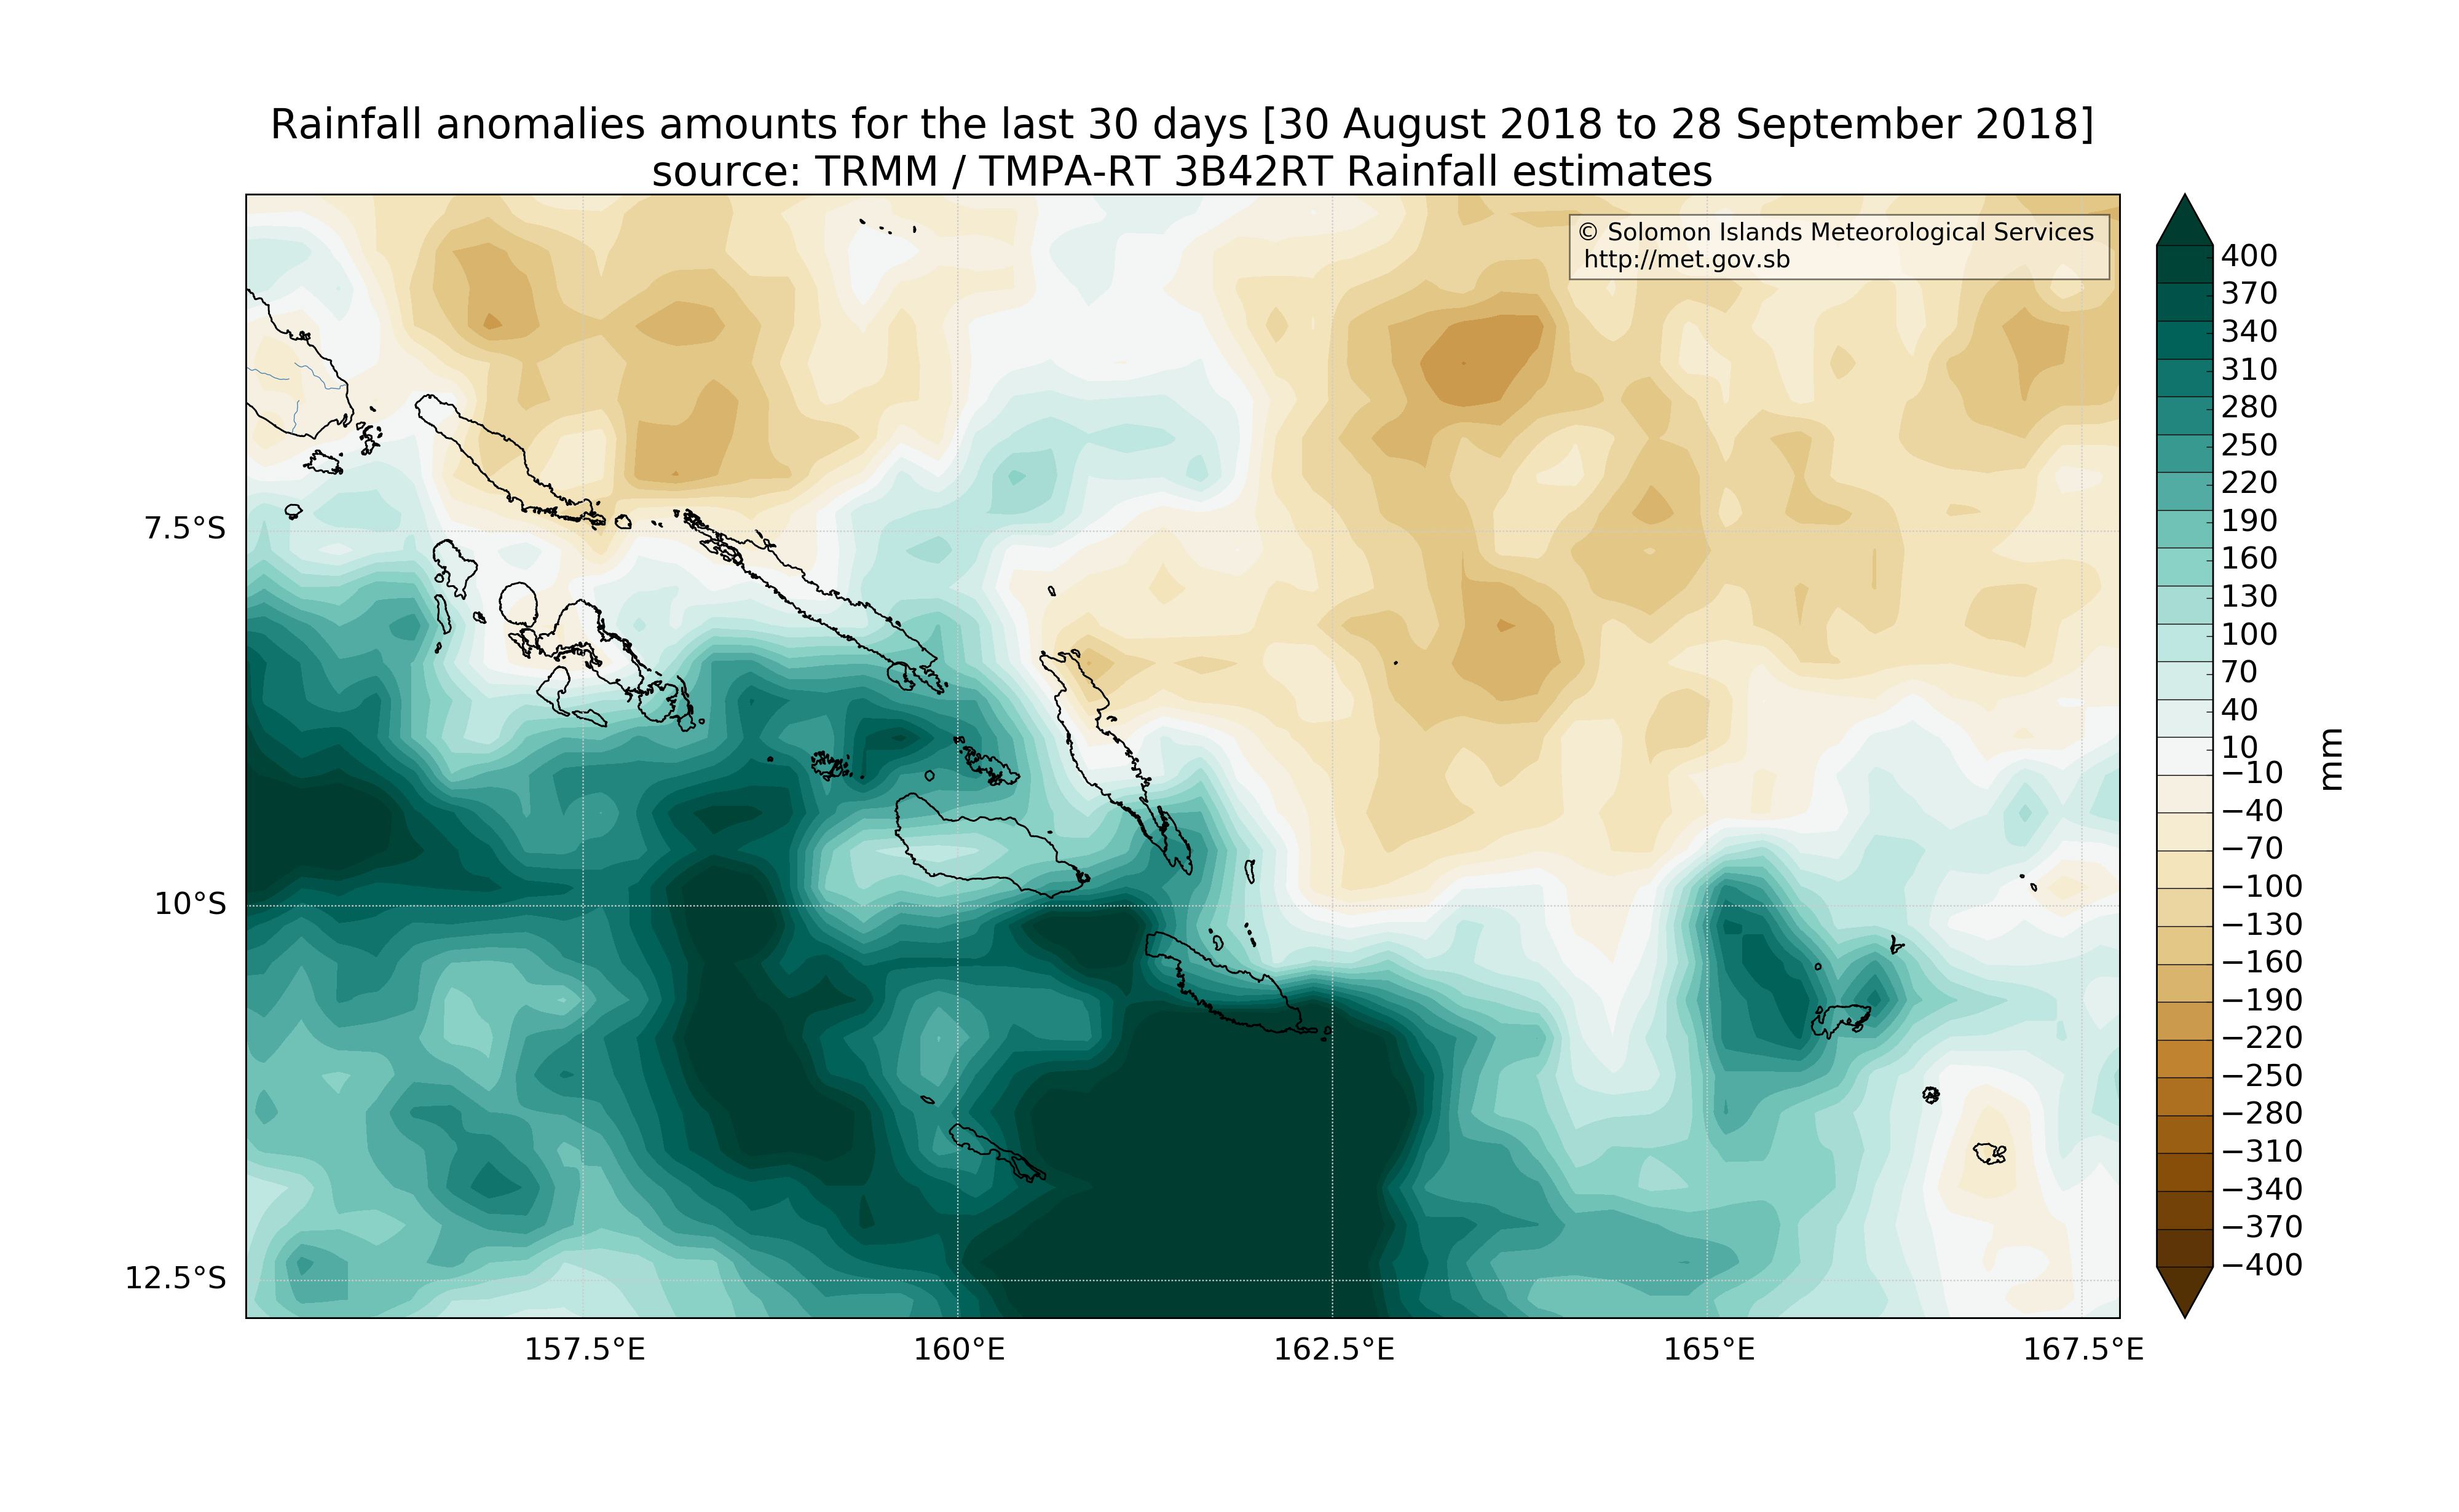 Rainfall anomalies amounts for the last 30 days [30 August 2018 to 28 September 2018]
source: TRMM / TMPA-RT 3B42RT Rainfall estimates
© Solomon Islands Meteorological Services
http://met.gov.sb
7.5°S
10°S
12.5°S
157.5°E
160°E
162.5°E
165°E
167.5°E
400
370
340
310
280
250
220
190
160
130
100
70
40
10
−10
−40
−70
−100
−130
−160
−190
−220
−250
−280
−310
−340
−370
−400
mm